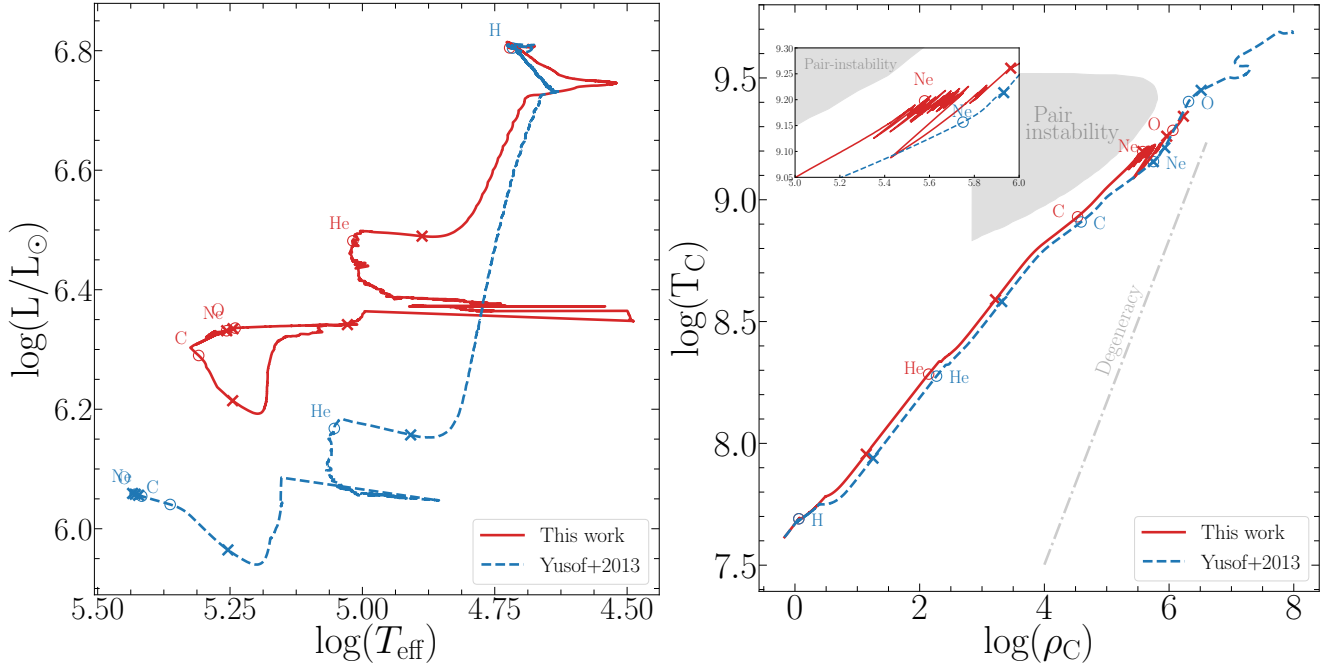 log(L/L⊙)
6.8
6.6
6.4
6.2
6.0
H
He
Ne
O
C
He
Ne
O
C
This work
Yusof+2013
5.50
5.25
5.00
4.75
4.50
log(T_eff)
log(T_C)
9.5
9.0
8.5
8.0
7.5
9.30
9.25
9.20
9.15
9.10
9.05
Pair-instability
Ne
Ne
5.0
5.2
5.4
5.6
5.8
6.0
Pair
instability
O
O
Ne
Ne
C
C
Degeneracy
He
He
H
This work
Yusof+2013
0
2
4
6
8
log(ρ_C)